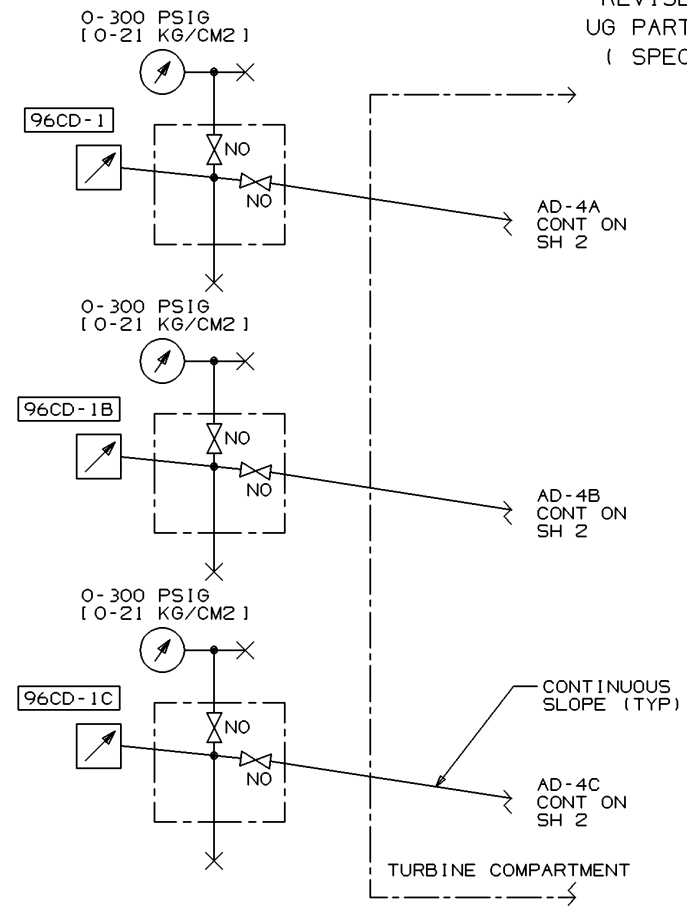 REVISE
UG PART
( SPEC
0-300 PSIG
[ 0-21 KG/CM2 ]
96CD-1
NO
NO
AD-4A
CONT ON
SH 2
0-300 PSIG
[ 0-21 KG/CM2 ]
96CD-1B
NO
NO
AD-4B
CONT ON
SH 2
0-300 PSIG
[ 0-21 KG/CM2 ]
96CD-1C
NO
NO
CONTINUOUS
SLOPE (TYP)
AD-4C
CONT ON
SH 2
TURBINE COMPARTMENT